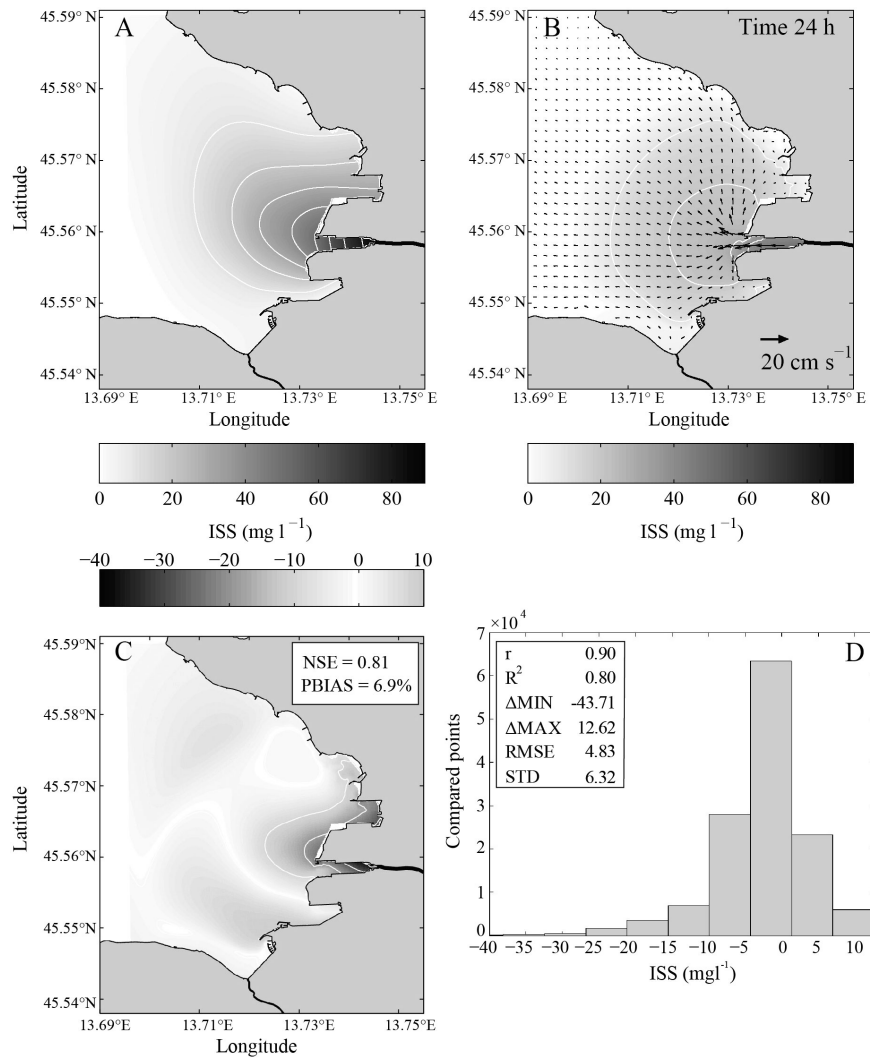 A
45.59° N
45.58° N
45.57° N
45.56° N
45.55° N
45.54° N
Latitude
13.69° E 13.71° E 13.73° E 13.75° E
Longitude
0 20 40 60 80
ISS (mg l⁻¹)
B
Time 24 h
20 cm s⁻¹
45.59° N
45.58° N
45.57° N
45.56° N
45.55° N
45.54° N
13.69° E 13.71° E 13.73° E 13.75° E
Longitude
0 20 40 60 80
ISS (mg l⁻¹)
−40 −30 −20 −10 0 10
C
NSE = 0.81
PBIAS = 6.9%
45.59° N
45.58° N
45.57° N
45.56° N
45.55° N
45.54° N
Latitude
13.69°E 13.71°E 13.73°E 13.75°E
Longitude
×10⁴
D
r 0.90
R² 0.80
ΔMIN -43.71
ΔMAX 12.62
RMSE 4.83
STD 6.32
7
6
5
4
3
2
1
0
Compared points
−40 −35 −25 −20 −15 −10 −5 0 5 10
ISS (mgl⁻¹)